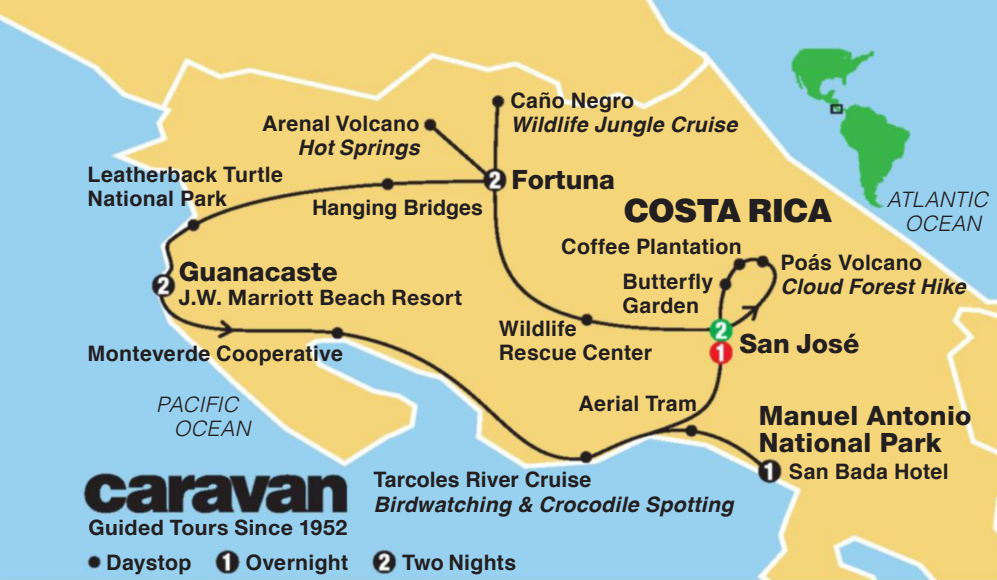 Caño Negro
Wildlife Jungle Cruise
Arenal Volcano
Hot Springs
Leatherback Turtle
National Park
2 Fortuna
Hanging Bridges
COSTA RICA
ATLANTIC
OCEAN
Coffee Plantation
Poás Volcano
Cloud Forest Hike
Butterfly
Garden
2 Guanacaste
J.W. Marriott Beach Resort
Wildlife
Rescue Center
2
1
San José
Monteverde Cooperative
PACIFIC
OCEAN
Aerial Tram
Manuel Antonio
National Park
1 San Bada Hotel
Tarcoles River Cruise
Birdwatching & Crocodile Spotting
caravan
Guided Tours Since 1952
Daystop 1 Overnight 2 Two Nights